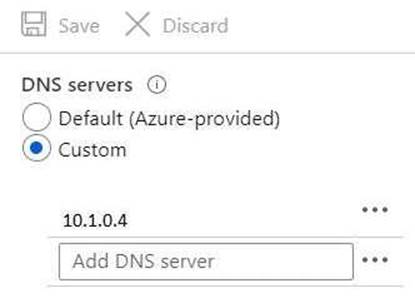 Save Discard
DNS servers
Default (Azure-provided)
Custom
10.1.0.4
Add DNS server